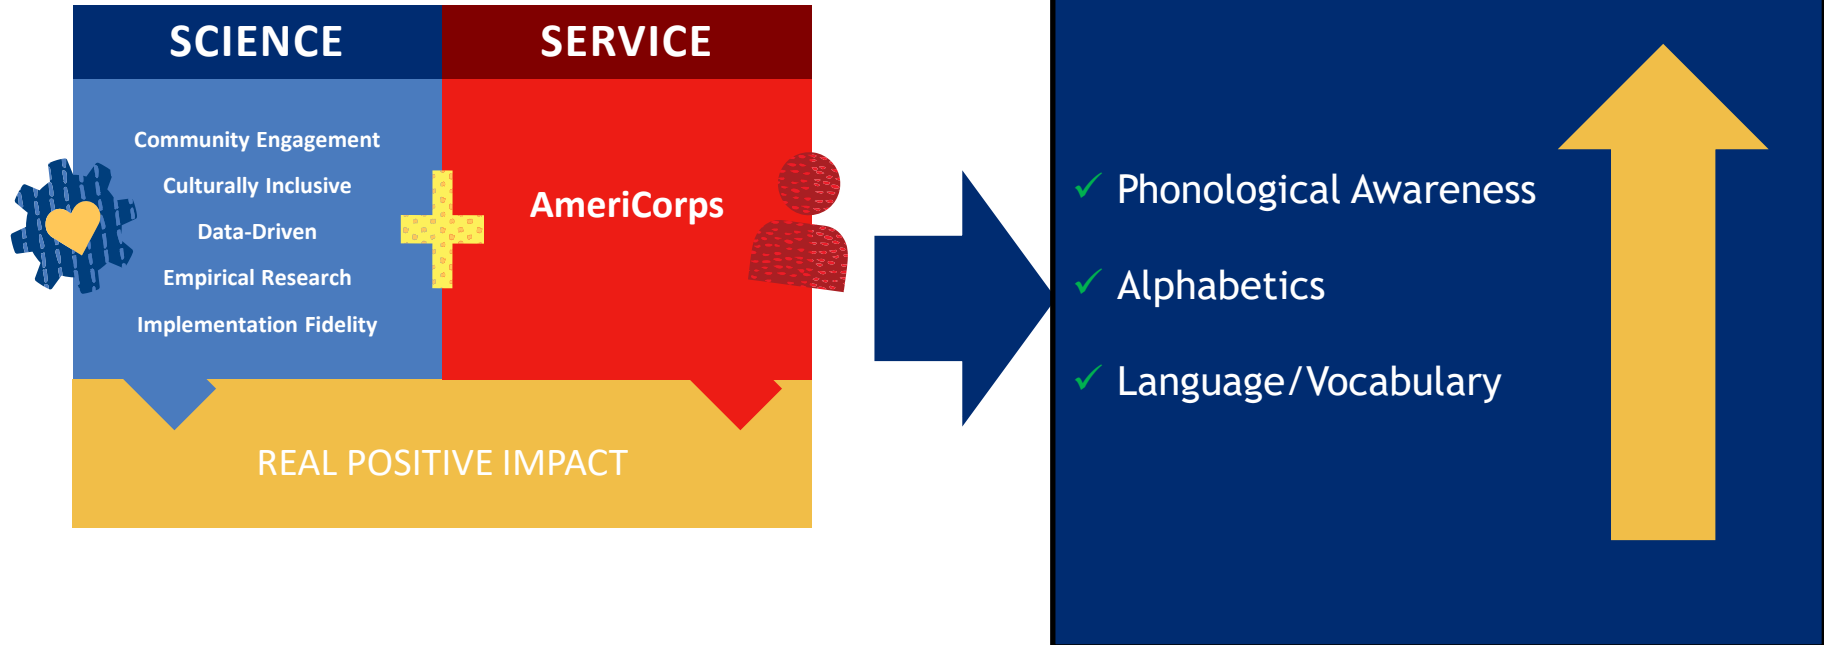 SCIENCE
SERVICE
Community Engagement
Culturally Inclusive
Data-Driven
Empirical Research
Implementation Fidelity
AmeriCorps
REAL POSITIVE IMPACT
✓ Phonological Awareness
✓ Alphabetics
✓ Language/Vocabulary